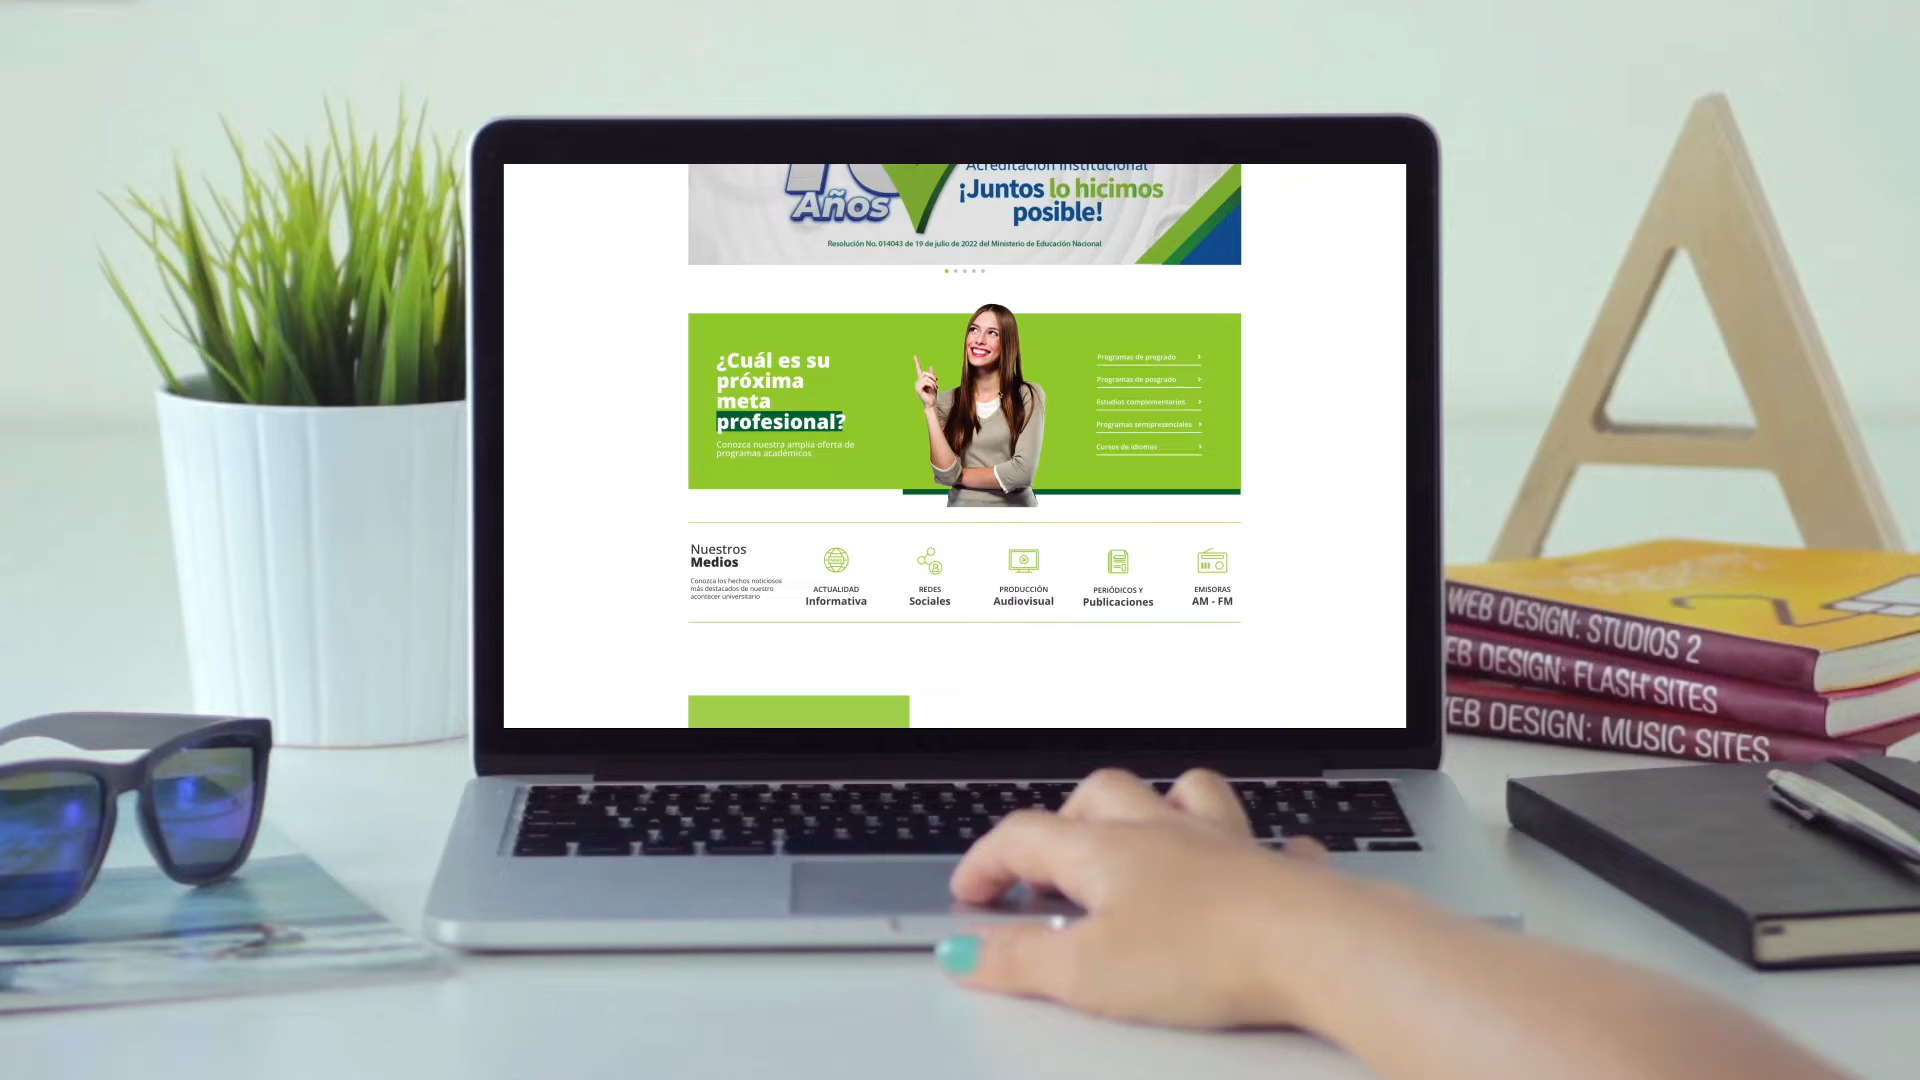 Acreditación Institucional
¡Juntos lo hicimos
posible!
Años
Resolución No. 014043 de 19 de julio de 2022 del Ministerio de Educación Nacional
¿Cuál es su
próxima
meta
profesional?
Conozca nuestra amplia oferta de
programas académicos
Programas de pregrado
Programas de posgrado
Estudios complementarios
Programas semipresenciales
Cursos de idiomas
Nuestros
Medios
Conozca los hechos noticiosos
más destacados de nuestro
acontecer universitario
ACTUALIDAD
Informativa
REDES
Sociales
PRODUCCIÓN
Audiovisual
PERIÓDICOS Y
Publicaciones
EMISORAS
AM - FM
A
WEB DESIGN: STUDIOS 2
EB DESIGN: FLASH SITES
EB DESIGN: MUSIC SITES